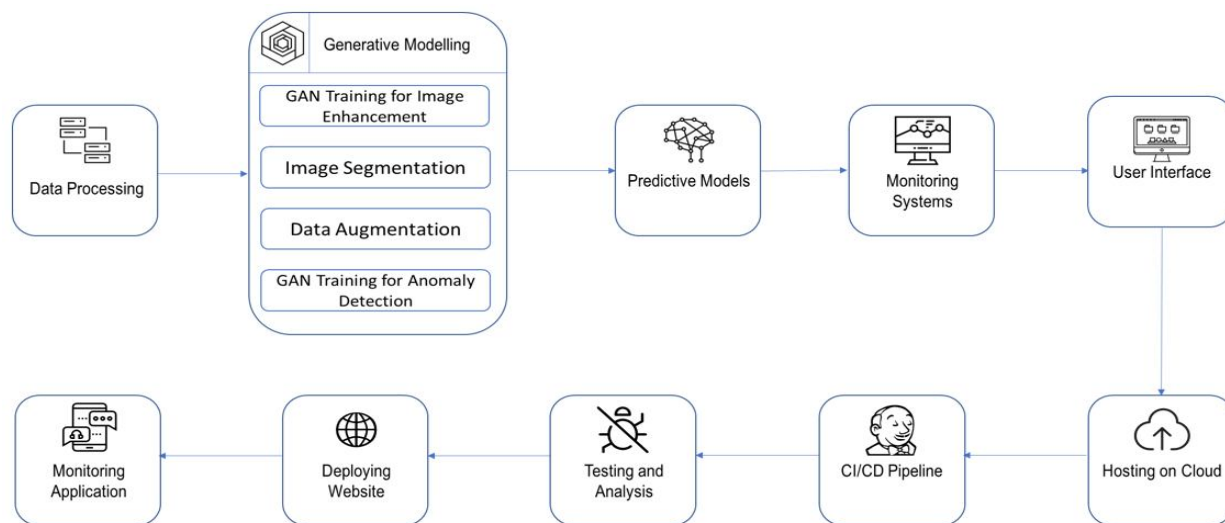 Generative Modelling
GAN Training for Image
Enhancement
Image Segmentation
Data Augmentation
GAN Training for Anomaly
Detection
Data Processing
Predictive Models
Monitoring
Systems
User Interface
Monitoring
Application
Deploying
Website
Testing and
Analysis
CI/CD Pipeline
Hosting on Cloud